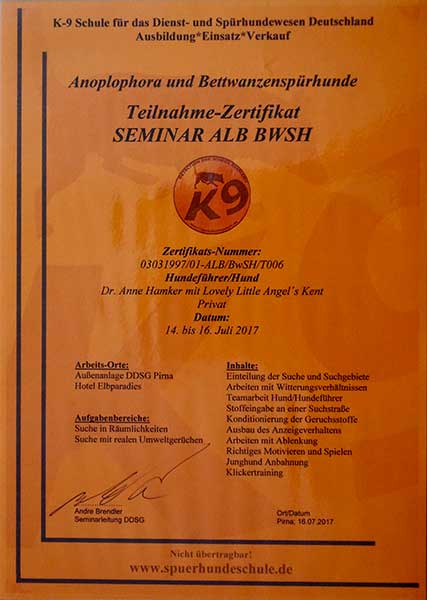 K-9 Schule für das Dienst- und Spürhundewesen Deutschland
Ausbildung*Einsatz*Verkauf
Anoplophora und Bettwanzenspürhunde
Teilnahme-Zertifikat
SEMINAR ALB BWSH
K9
Zertifikats-Nummer:
03031997/01-ALB/BwSH/T006
Hundeführer/Hund
Dr. Anne Hamker mit Lovely Little Angel´s Kent
Privat
Datum:
14. bis 16. Juli 2017
Arbeits-Orte:
Außenanlage DDSG Pirna
Hotel Elbparadies
Aufgabenbereiche:
Suche in Räumlichkeiten
Suche mit realen Umweltgerüchen
Inhalte:
Einteilung der Suche und Suchgebiete
Arbeiten mit Witterungsverhältnissen
Teamarbeit Hund/Hundeführer
Stoffeingabe an einer Suchstraße
Konditionierung der Geruchsstoffe
Ausbau des Anzeigeverhaltens
Arbeiten mit Ablenkung
Richtiges Motivieren und Spielen
Junghund Anbahnung
Klickertraining
Andre Brendler
Seminarleitung DDSG
Ort/Datum
Pirna; 16.07.2017
Nicht übertragbar!
www.spuerhundeschule.de